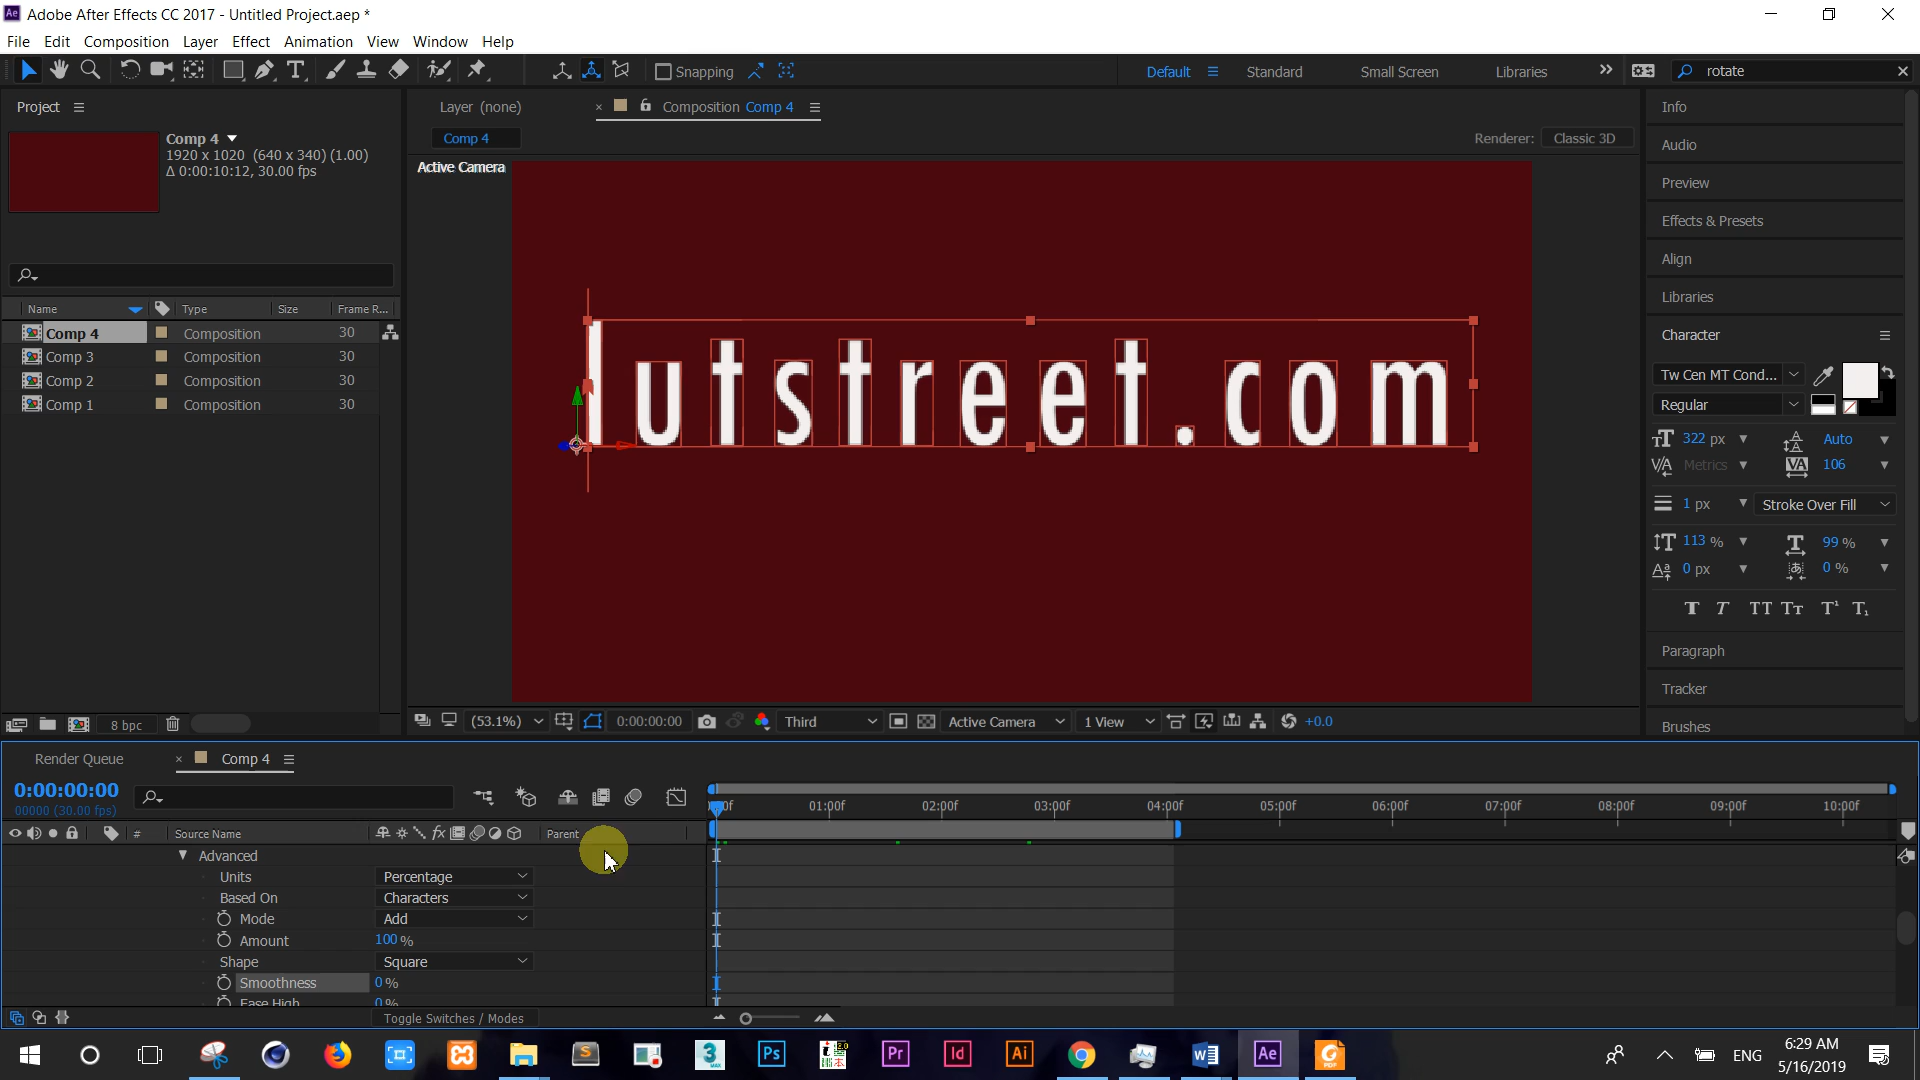 Ae Adobe After Effects CC 2017 - Untitled Project.aep *
File Edit Composition Layer Effect Animation View Window Help
Snapping Default Standard Small Screen Libraries rotate
Project Layer (none) Composition Comp 4 Info
Comp 4 Comp 4 Renderer: Classic 3D
1920 x 1020 (640 x 340) (1.00)
Δ 0:00:10:12, 30.00 fps
Active Camera
Audio
Preview
Effects & Presets
Align
Libraries
Character
Tw Cen MT Cond...
Regular
322 px Auto
Metrics 106
1 px Stroke Over Fill
113 % 99 %
0 px 0 %
T T TT Tт T¹ T₁
Paragraph
Tracker
Brushes
Name Type Size Frame R...
Comp 4 Composition 30
Comp 3 Composition 30
Comp 2 Composition 30
Comp 1 Composition 30
lutstreet.com
8 bpc
(53.1%) 0:00:00:00 Third Active Camera 1 View +0.0
Render Queue Comp 4
0:00:00:00
00000 (30.00 fps)
01:00f 02:00f 03:00f 04:00f 05:00f 06:00f 07:00f 08:00f 09:00f 10:00f
# Source Name Parent
Advanced
Units Percentage
Based On Characters
Mode Add
Amount 100 %
Shape Square
Smoothness 0 %
Ease High 0 %
Toggle Switches / Modes
ENG 6:29 AM
5/16/2019